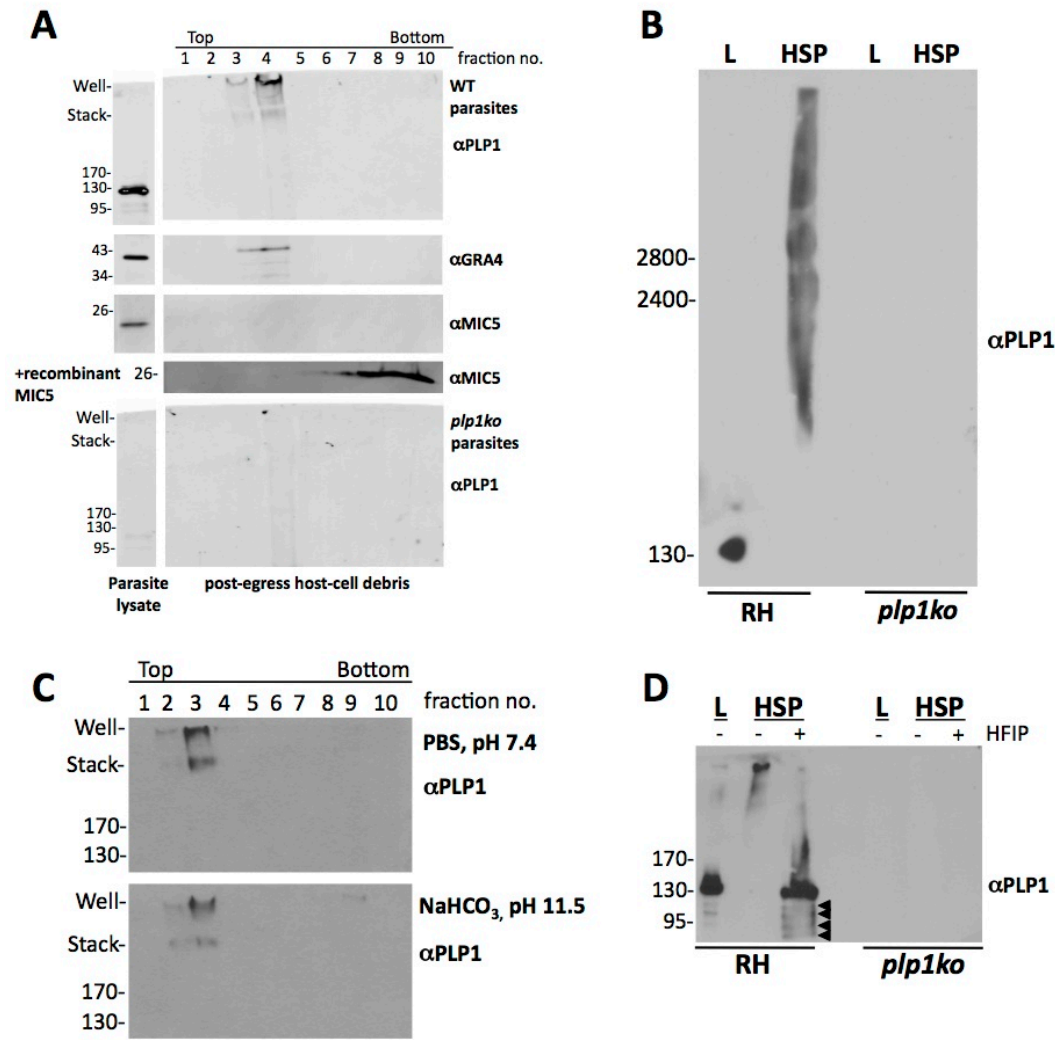 A
Top Bottom
1 2 3 4 5 6 7 8 9 10 fraction no.
Well-
Stack-
170-
130-
95-
WT
parasites
αPLP1
43-
34-
αGRA4
26-
αMIC5
+recombinant
MIC5
26-
αMIC5
Well-
Stack-
170-
130-
95-
plp1ko
parasites
αPLP1
Parasite
lysate
post-egress host-cell debris
B
L HSP L HSP
2800-
2400-
130-
αPLP1
RH plp1ko
C
Top Bottom
1 2 3 4 5 6 7 8 9 10 fraction no.
Well-
Stack-
170-
130-
PBS, pH 7.4
αPLP1
Well-
Stack-
170-
130-
NaHCO3, pH 11.5
αPLP1
D
L HSP L HSP
- - + - - + HFIP
170-
130-
95-
αPLP1
RH plp1ko